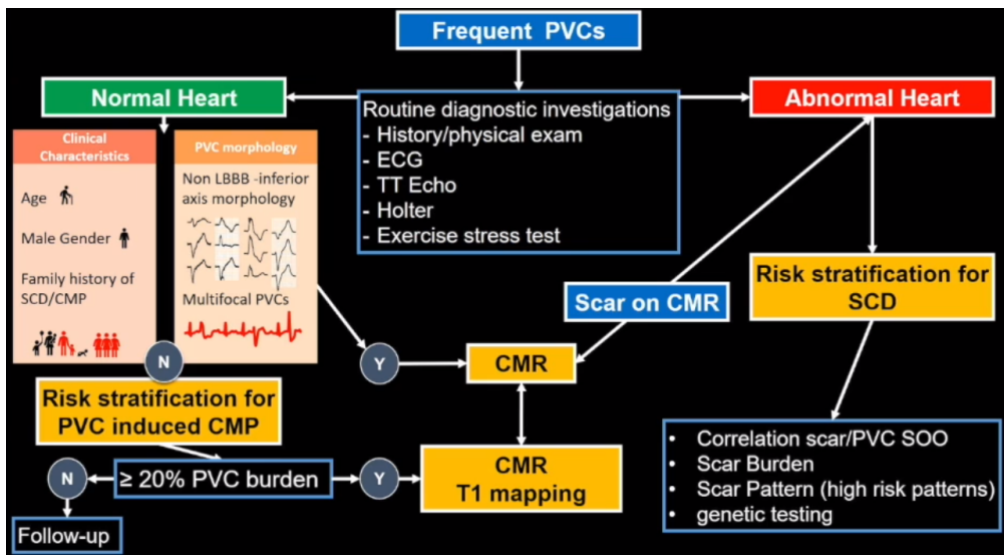 Frequent PVCs
Normal Heart
Routine diagnostic investigations
- History/physical exam
- ECG
- TT Echo
- Holter
- Exercise stress test
Abnormal Heart
Clinical
Characteristics
Age
Male Gender
Family history of
SCD/CMP
PVC morphology
Non LBBB -inferior
axis morphology
Multifocal PVCs
Scar on CMR
Risk stratification for
SCD
N
Y
CMR
Risk stratification for
PVC induced CMP
N
≥ 20% PVC burden
Y
CMR
T1 mapping
Follow-up
• Correlation scar/PVC SOO
• Scar Burden
• Scar Pattern (high risk patterns)
• genetic testing